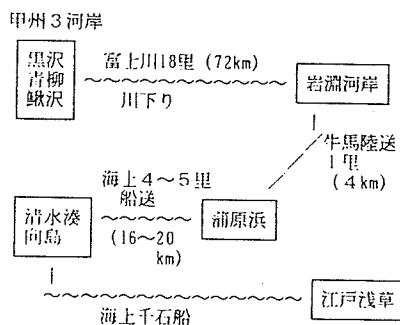 甲州3河岸
黒沢
青柳
鰍沢
富士川18里(72km)
川下り
岩淵河岸
牛馬陸送
1里
(4km)
海上4〜5里
船送
(16〜20
km)
清水湊
向島
蒲原浜
海上千石船
江戸浅草